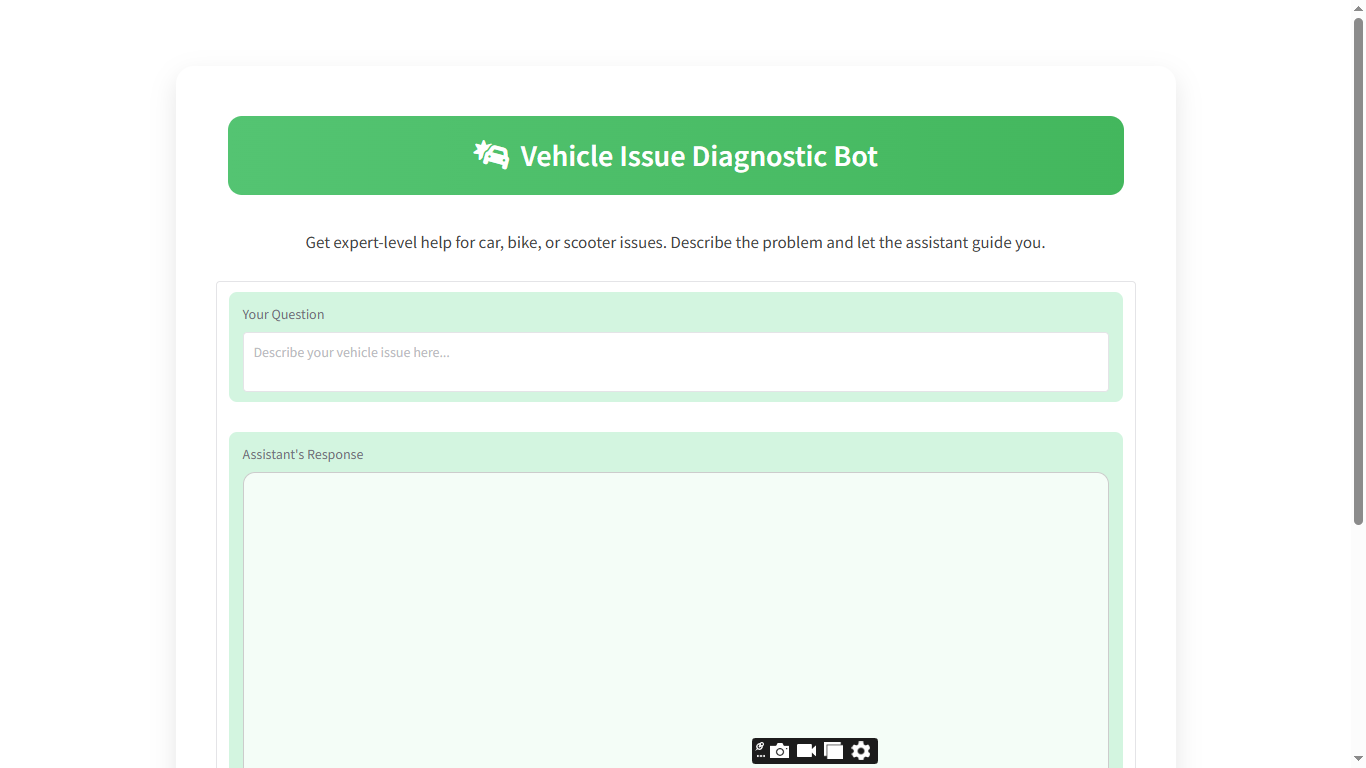 Vehicle Issue Diagnostic Bot
Get expert-level help for car, bike, or scooter issues. Describe the problem and let the assistant guide you.
Your Question
Describe your vehicle issue here...
Assistant's Response